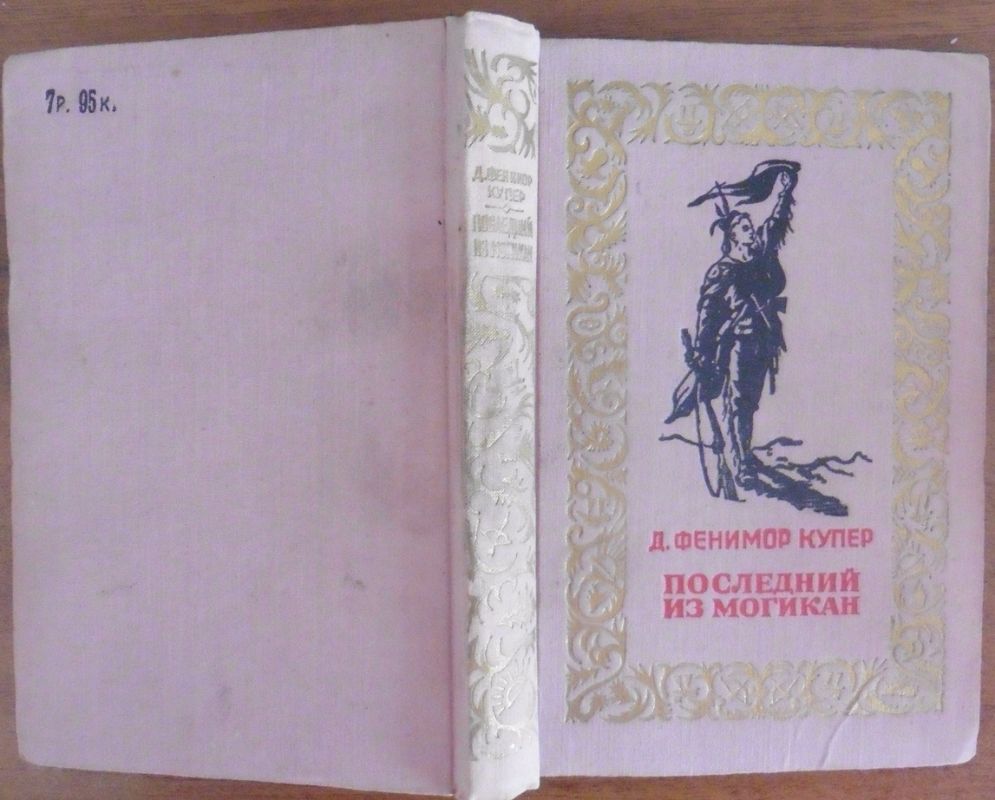 7р. 95к.
Д. ФЕНИМОР
КУПЕР
ПОСЛЕДНИЙ
ИЗ МОГИКАН
Д. ФЕНИМОР КУПЕР
ПОСЛЕДНИЙ
ИЗ МОГИКАН